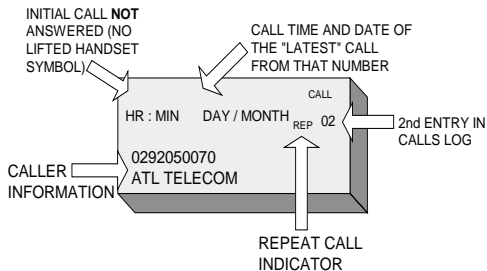 INITIAL CALL NOT
ANSWERED (NO
LIFTED HANDSET
SYMBOL)
CALL TIME AND DATE OF
THE "LATEST" CALL
FROM THAT NUMBER
CALL
HR : MIN DAY / MONTH REP 02
2nd ENTRY IN
CALLS LOG
0292050070
ATL TELECOM
CALLER
INFORMATION
REPEAT CALL
INDICATOR